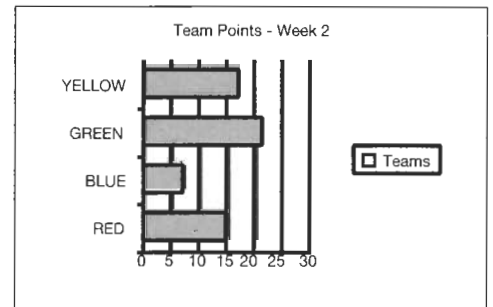 Team Points - Week 2
YELLOW
GREEN
BLUE
RED
Teams
0 5 10 15 20 25 30